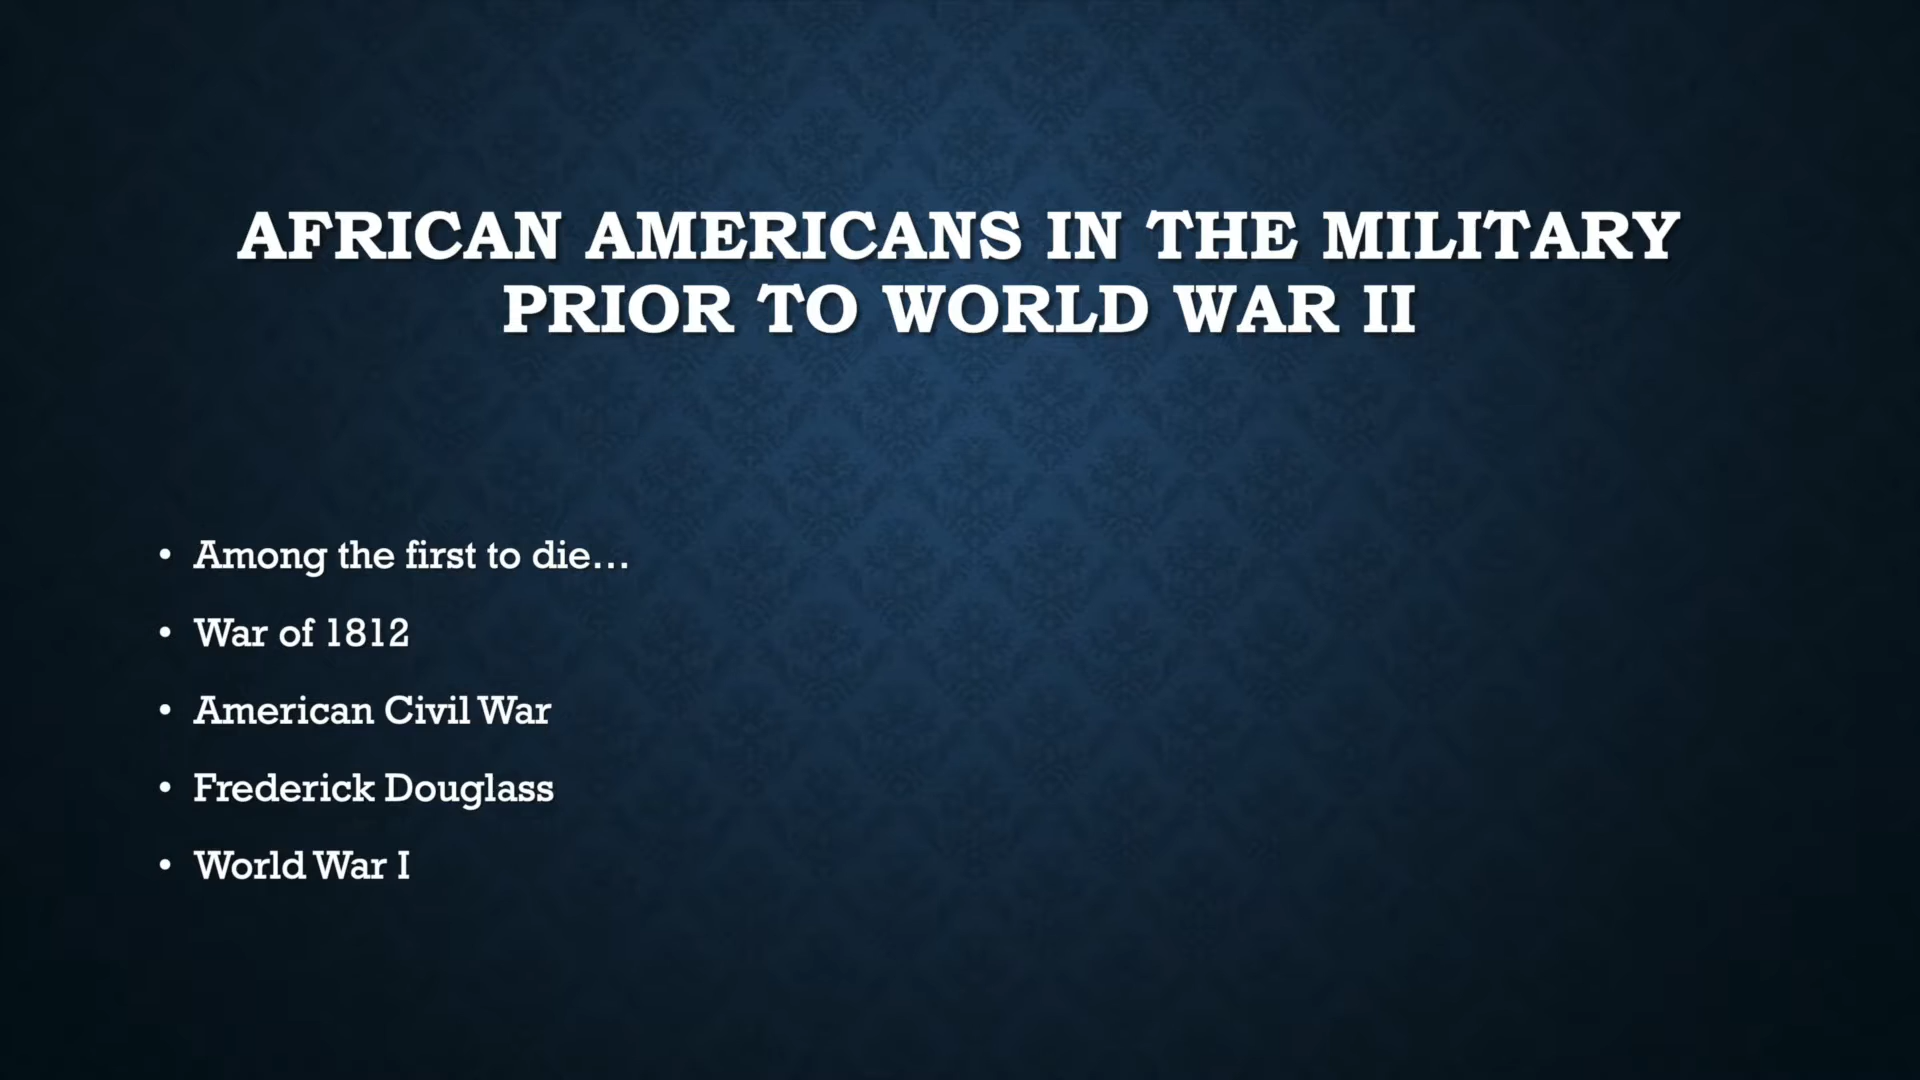 AFRICAN AMERICANS IN THE MILITARY
PRIOR TO WORLD WAR II
• Among the first to die...
• War of 1812
• American Civil War
• Frederick Douglass
• World War I